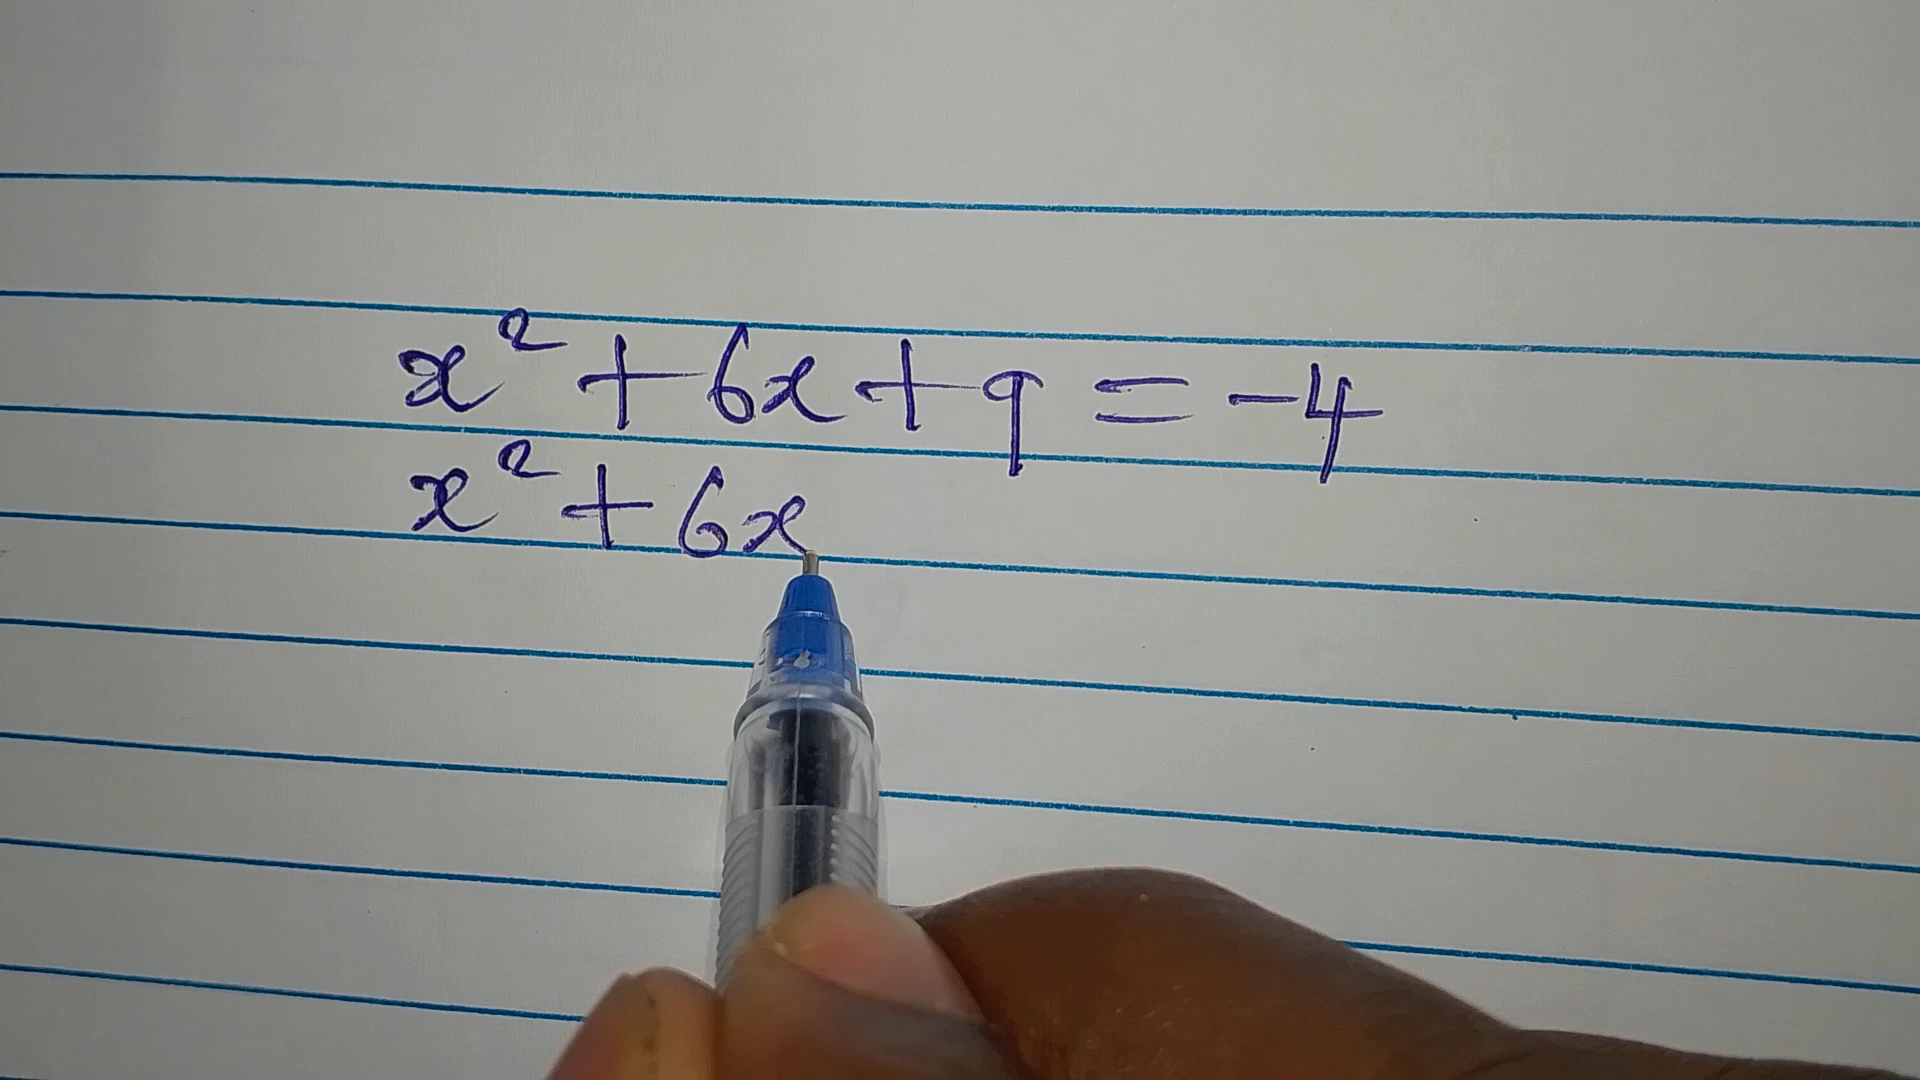 x² + 6x + 9 = -4
x² + 6x